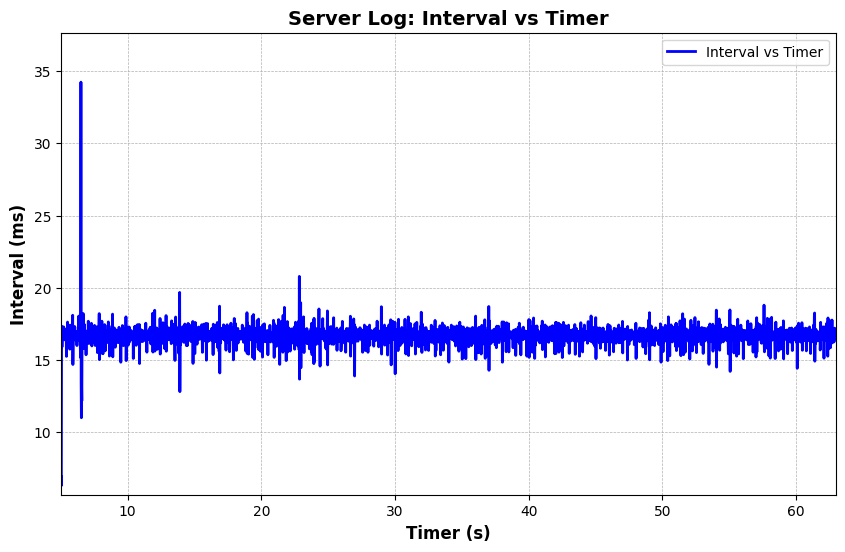 Server Log: Interval vs Timer
Interval vs Timer
35
30
25
20
15
10
Interval (ms)
10 20 30 40 50 60
Timer (s)